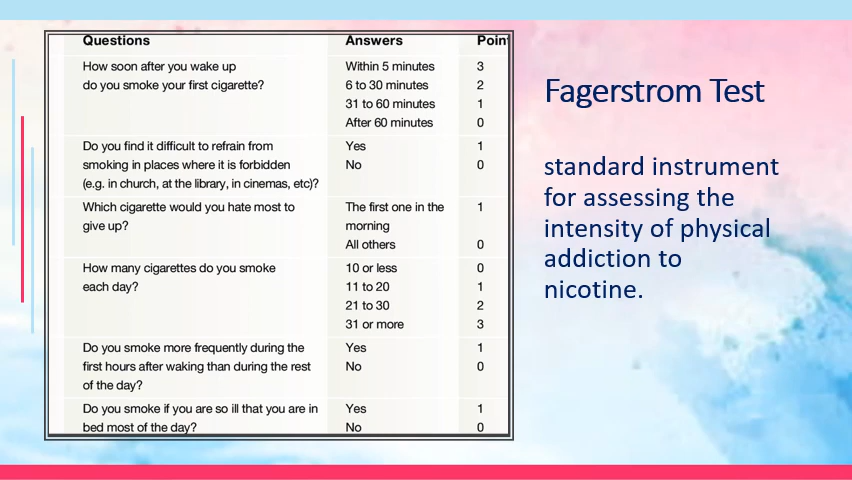 Questions Answers Point
How soon after you wake up Within 5 minutes 3
do you smoke your first cigarette? 6 to 30 minutes 2
31 to 60 minutes 1
After 60 minutes 0
Do you find it difficult to refrain from Yes 1
smoking in places where it is forbidden No 0
(e.g. in church, at the library, in cinemas, etc)?
Which cigarette would you hate most to The first one in the 1
give up? morning
All others 0
How many cigarettes do you smoke 10 or less 0
each day? 11 to 20 1
21 to 30 2
31 or more 3
Do you smoke more frequently during the Yes 1
first hours after waking than during the rest No 0
of the day?
Do you smoke if you are so ill that you are in Yes 1
bed most of the day? No 0
Fagerstrom Test
standard instrument
for assessing the
intensity of physical
addiction to
nicotine.